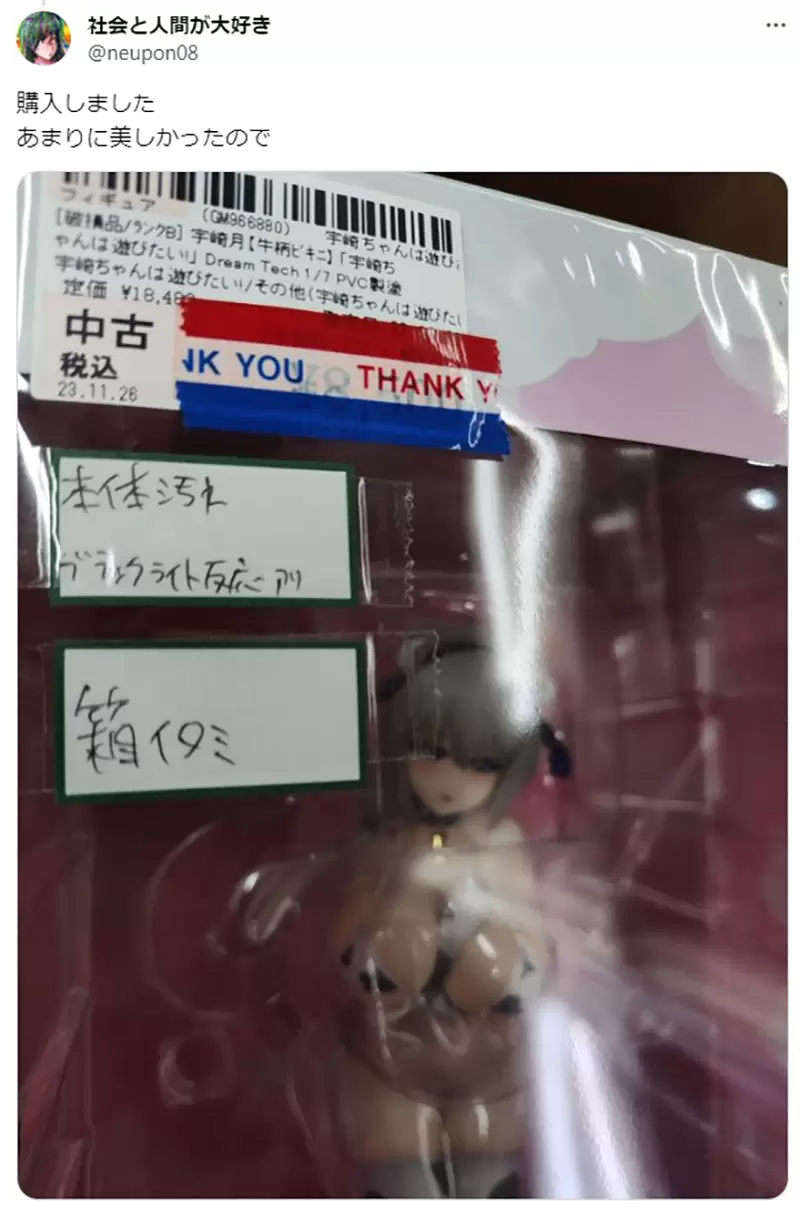 社会と人間が大好き
@neupon08
購入しました
あまりに美しかったので
フィギュア
(GM966880)
[破損品/ランクB] 宇崎月【牛柄ビキニ】「宇崎ち
宇崎ちゃんは遊び
ゃんは遊びたい!」 Dream Tech 1/7 PVC製塗
宇崎ちゃんは遊びたい!/その他(宇崎ちゃんは遊びたい
定価 ¥18,48
中古
税込
23.11.26
NK YOU THANK Y
本体汚れ
ブラックライト反応アリ
箱イタミ